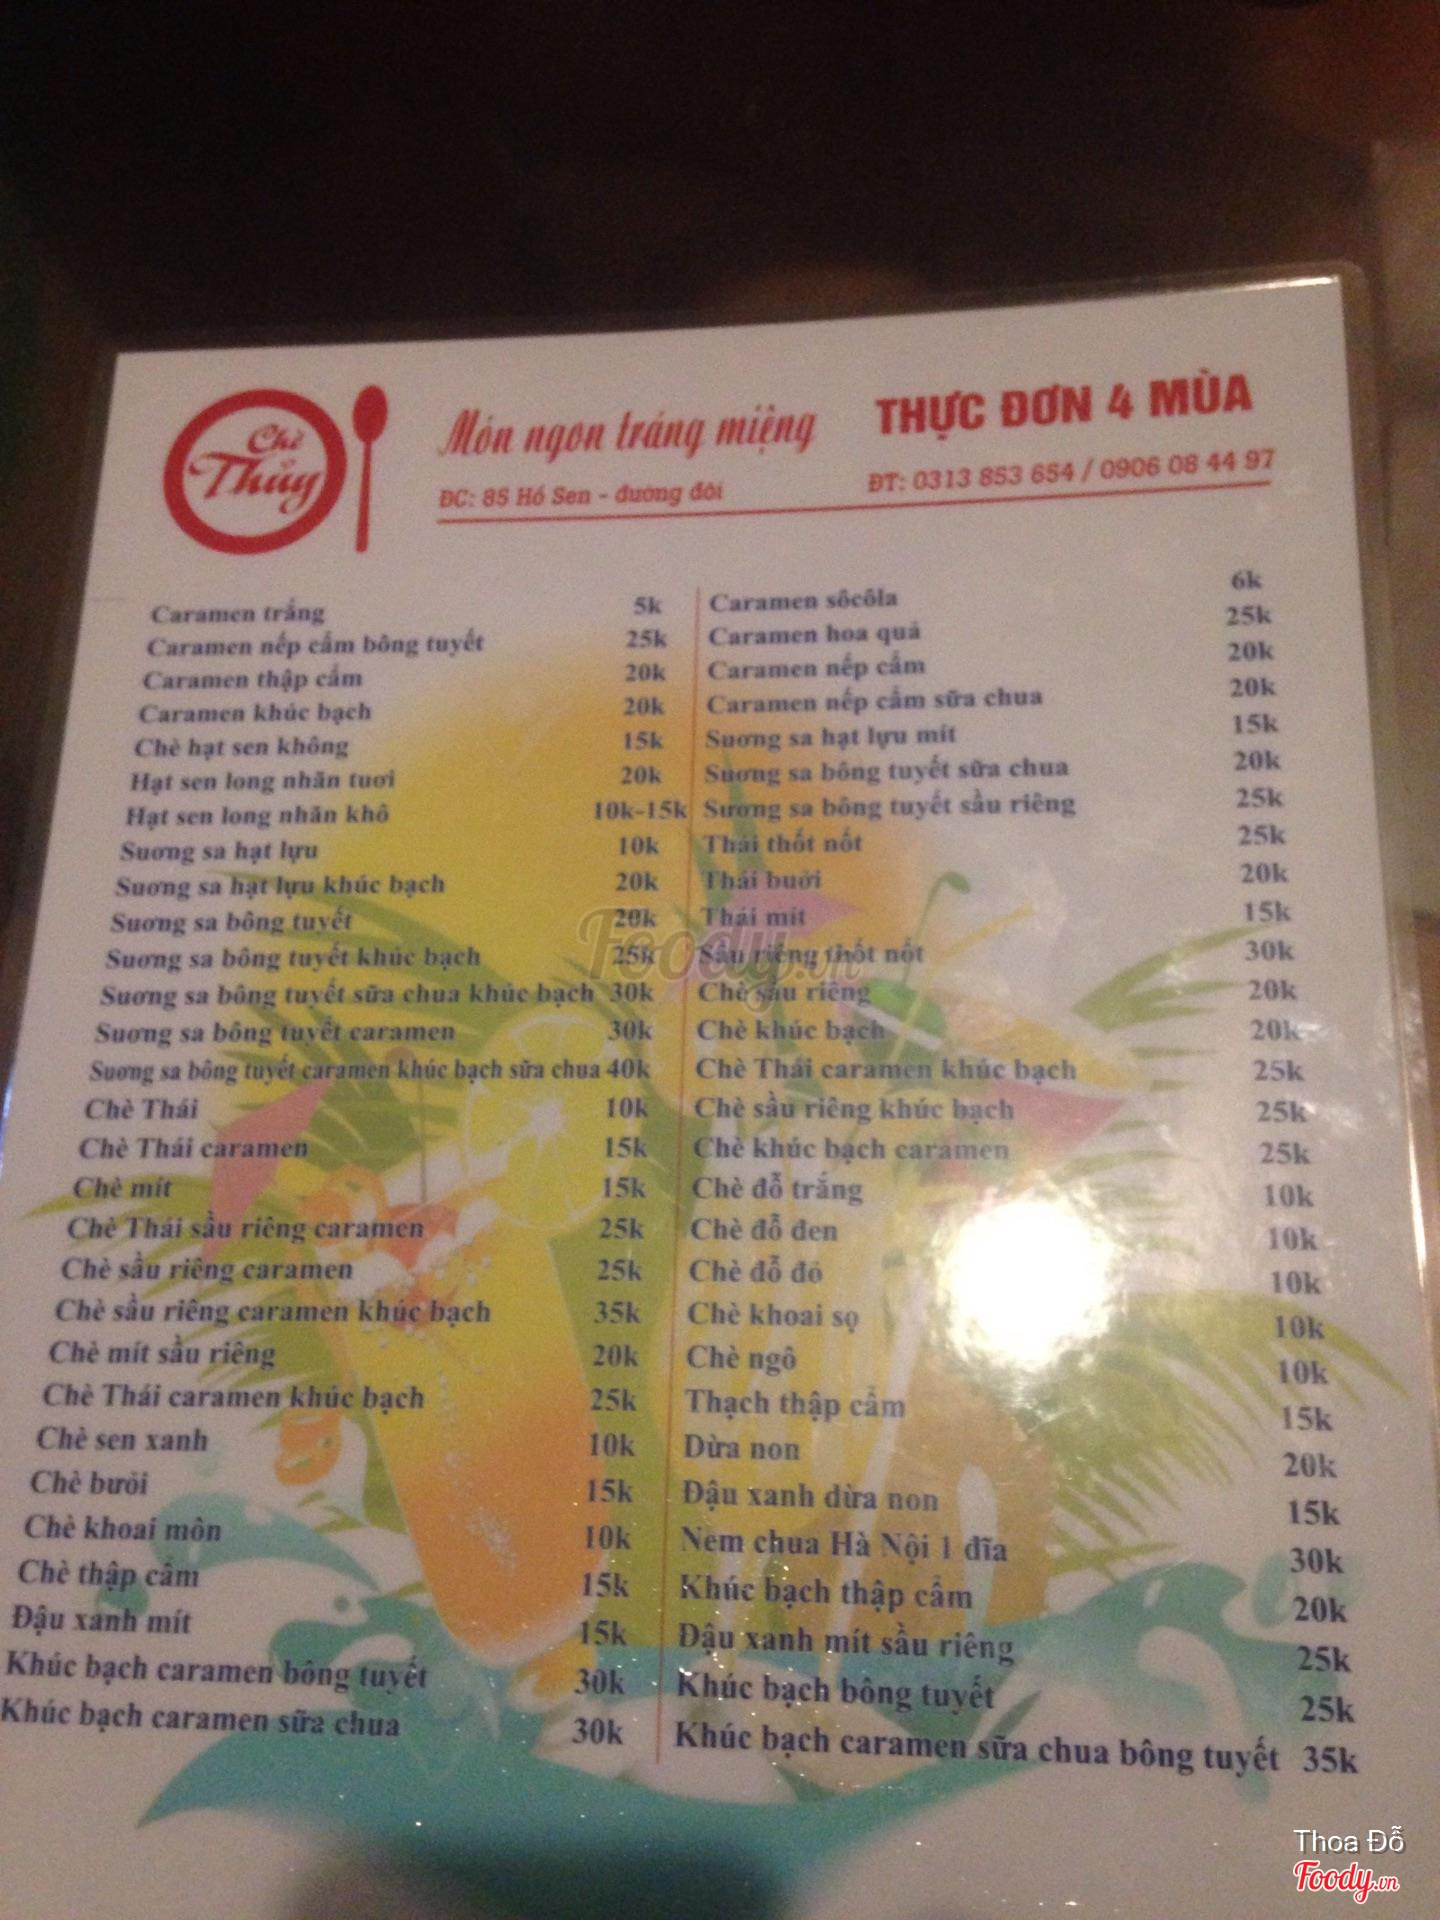 Chè
Thủy
Món ngon tráng miệng
THỰC ĐƠN 4 MÙA
ĐC: 85 Hồ Sen - đường đôi
ĐT: 0313 853 654 / 0906 08 44 97
Caramen trắng 5k
Caramen nếp cẩm bông tuyết 25k
Caramen thập cẩm 20k
Caramen khúc bạch 20k
Chè hạt sen không 15k
Hạt sen long nhãn tươi 20k
Hạt sen long nhãn khô 10k-15k
Sương sa hạt lựu 10k
Sương sa hạt lựu khúc bạch 20k
Sương sa bông tuyết 20k
Sương sa bông tuyết khúc bạch 25k
Sương sa bông tuyết sữa chua khúc bạch 30k
Sương sa bông tuyết caramen 30k
Sương sa bông tuyết caramen khúc bạch sữa chua 40k
Chè Thái 10k
Chè Thái caramen 15k
Chè mít 15k
Chè Thái sầu riêng caramen 25k
Chè sầu riêng caramen 25k
Chè sầu riêng caramen khúc bạch 35k
Chè mít sầu riêng 20k
Chè Thái caramen khúc bạch 25k
Chè sen xanh 10k
Chè bưởi 15k
Chè khoai môn 10k
Chè thập cẩm 15k
Đậu xanh mít 15k
Khúc bạch caramen bông tuyết 30k
Khúc bạch caramen sữa chua 30k
Caramen sôcôla 6k
Caramen hoa quả 25k
Caramen nếp cẩm 20k
Caramen nếp cẩm sữa chua 20k
Sương sa hạt lựu mít 15k
Sương sa bông tuyết sữa chua 20k
Sương sa bông tuyết sầu riêng 25k
Thái thốt nốt 25k
Thái bưởi 20k
Thái mít 15k
Sầu riêng thốt nốt 30k
Chè sầu riêng 20k
Chè khúc bạch 20k
Chè Thái caramen khúc bạch 25k
Chè sầu riêng khúc bạch 25k
Chè khúc bạch caramen 25k
Chè đỗ trắng 10k
Chè đỗ đen 10k
Chè đỗ đỏ 10k
Chè khoai sọ 10k
Chè ngô 10k
Thạch thập cẩm 15k
Dừa non 20k
Đậu xanh dừa non 15k
Nem chua Hà Nội 1 đĩa 30k
Khúc bạch thập cẩm 20k
Đậu xanh mít sầu riêng 25k
Khúc bạch bông tuyết 25k
Khúc bạch caramen sữa chua bông tuyết 35k
Foody.vn
Thoa Đỗ
Foody.vn